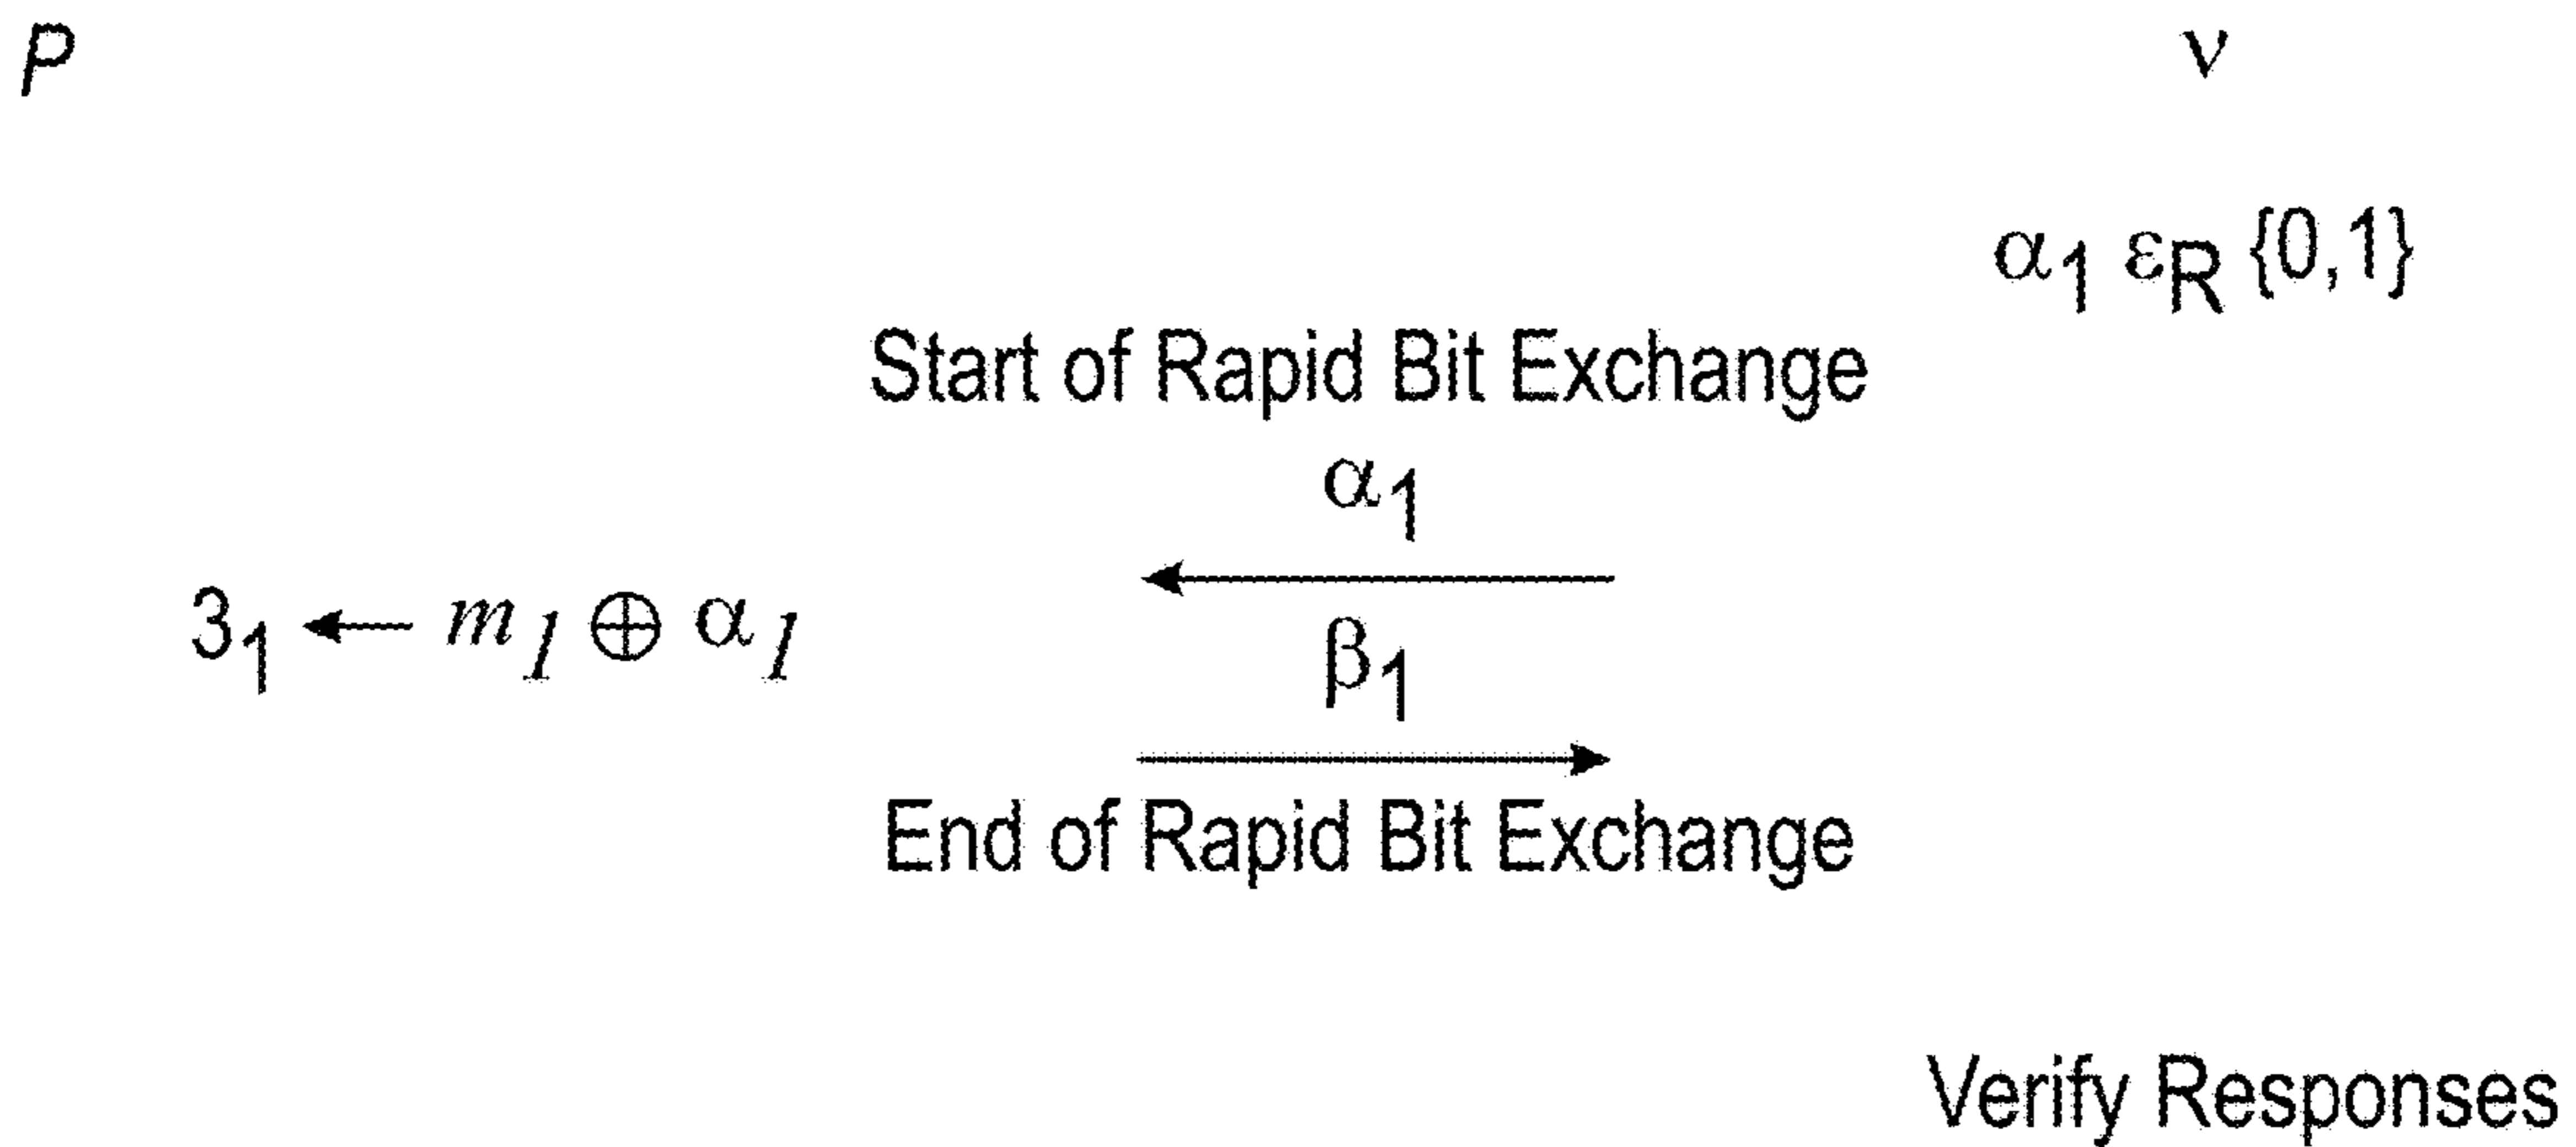 P ν
α₁ εR {0,1}
Start of Rapid Bit Exchange
α₁
3₁ ← m₁ ⊕ α₁
β₁
End of Rapid Bit Exchange
Verify Responses